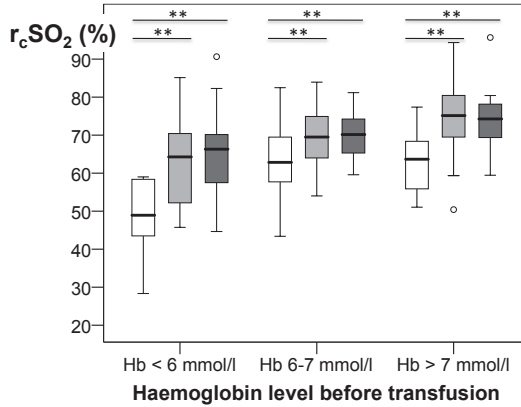 ** ** **
** ** **
r_cSO_2 (%)
90
80
70
60
50
40
30
20
Hb < 6 mmol/l Hb 6-7 mmol/l Hb > 7 mmol/l
Haemoglobin level before transfusion